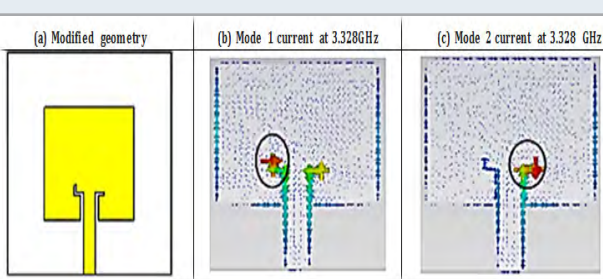 (a) Modified geometry
(b) Mode 1 current at 3.328GHz
(c) Mode 2 current at 3.328 GHz